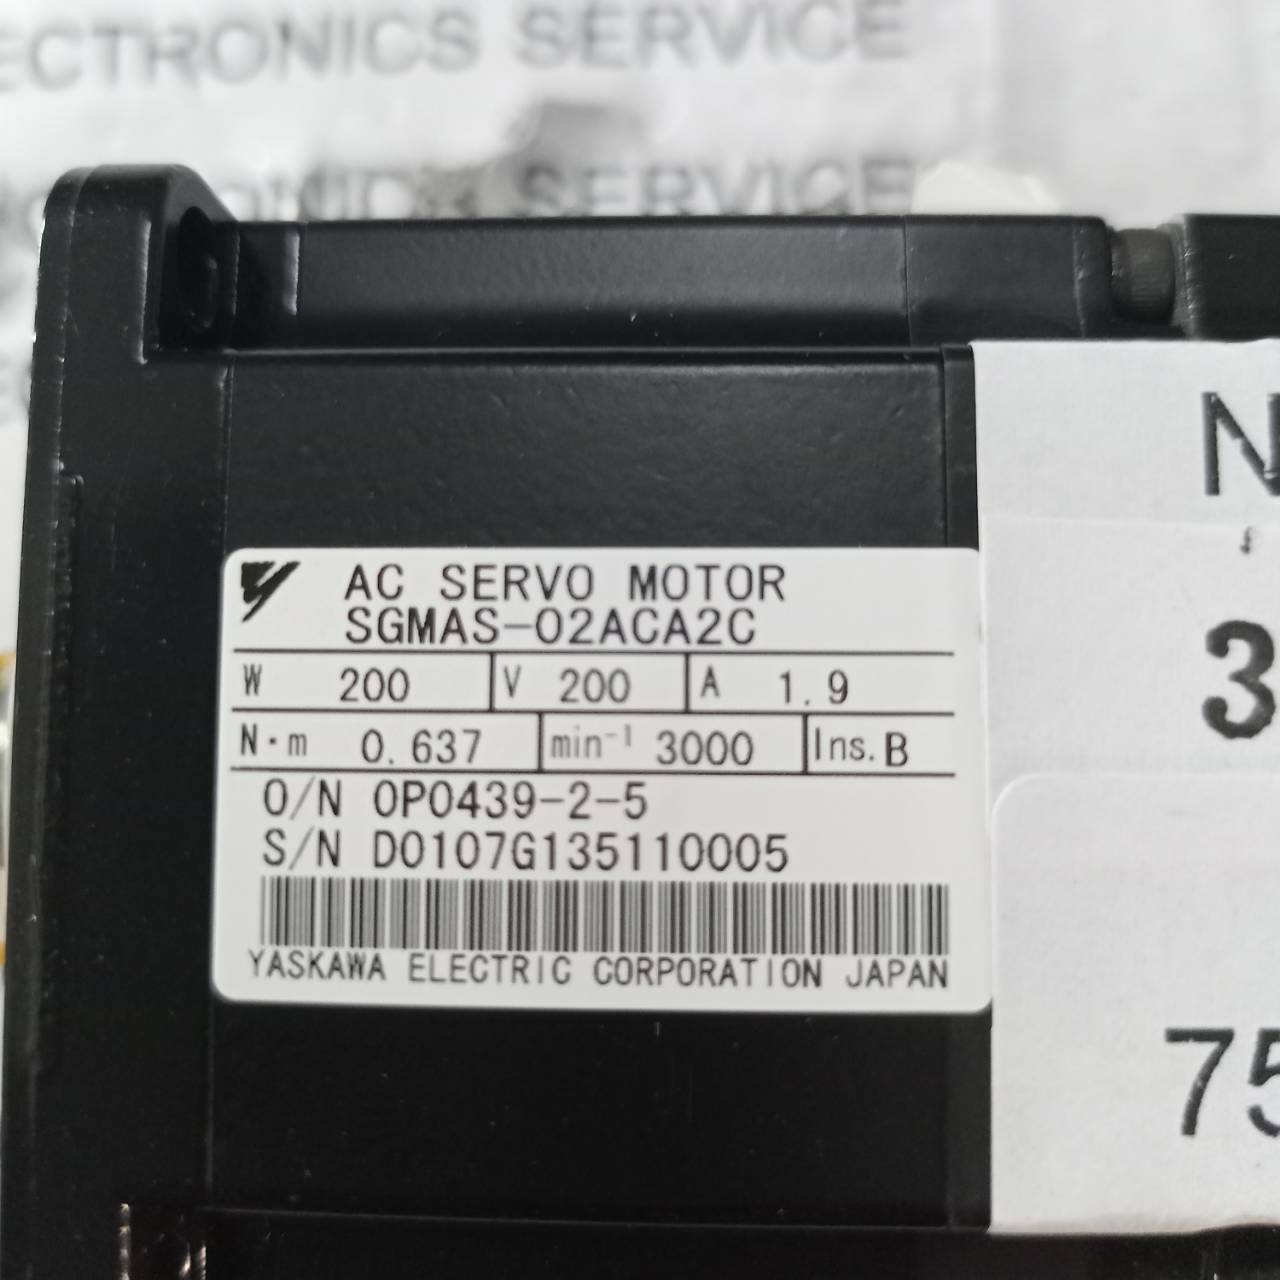 ECTRONICS SERVICE
SERVICE
AC SERVO MOTOR
SGMAS-02ACA2C
W 200 V 200 A 1.9
N·m 0.637 min⁻¹ 3000 Ins.B
O/N 0P0439-2-5
S/N D0107G135110005
YASKAWA ELECTRIC CORPORATION JAPAN
N
3
75